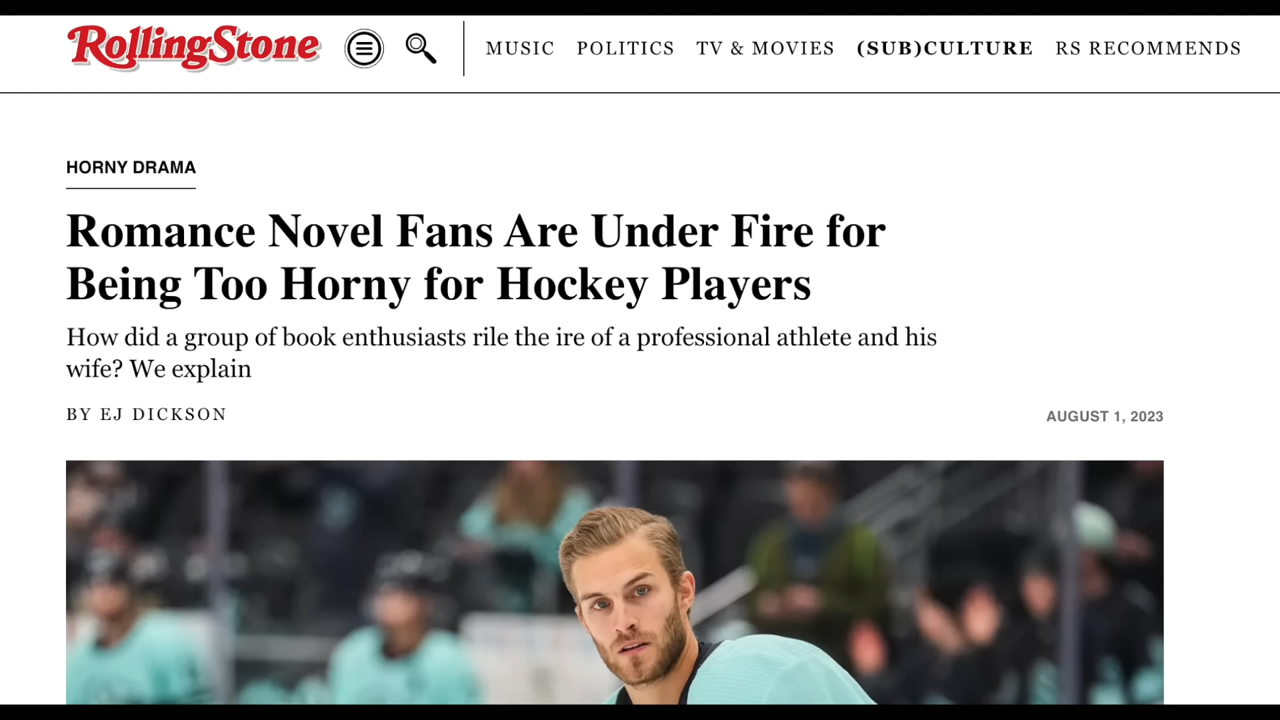 RollingStone
MUSIC POLITICS TV & MOVIES (SUB)CULTURE RS RECOMMENDS
HORNY DRAMA
Romance Novel Fans Are Under Fire for
Being Too Horny for Hockey Players
How did a group of book enthusiasts rile the ire of a professional athlete and his
wife? We explain
BY EJ DICKSON
AUGUST 1, 2023